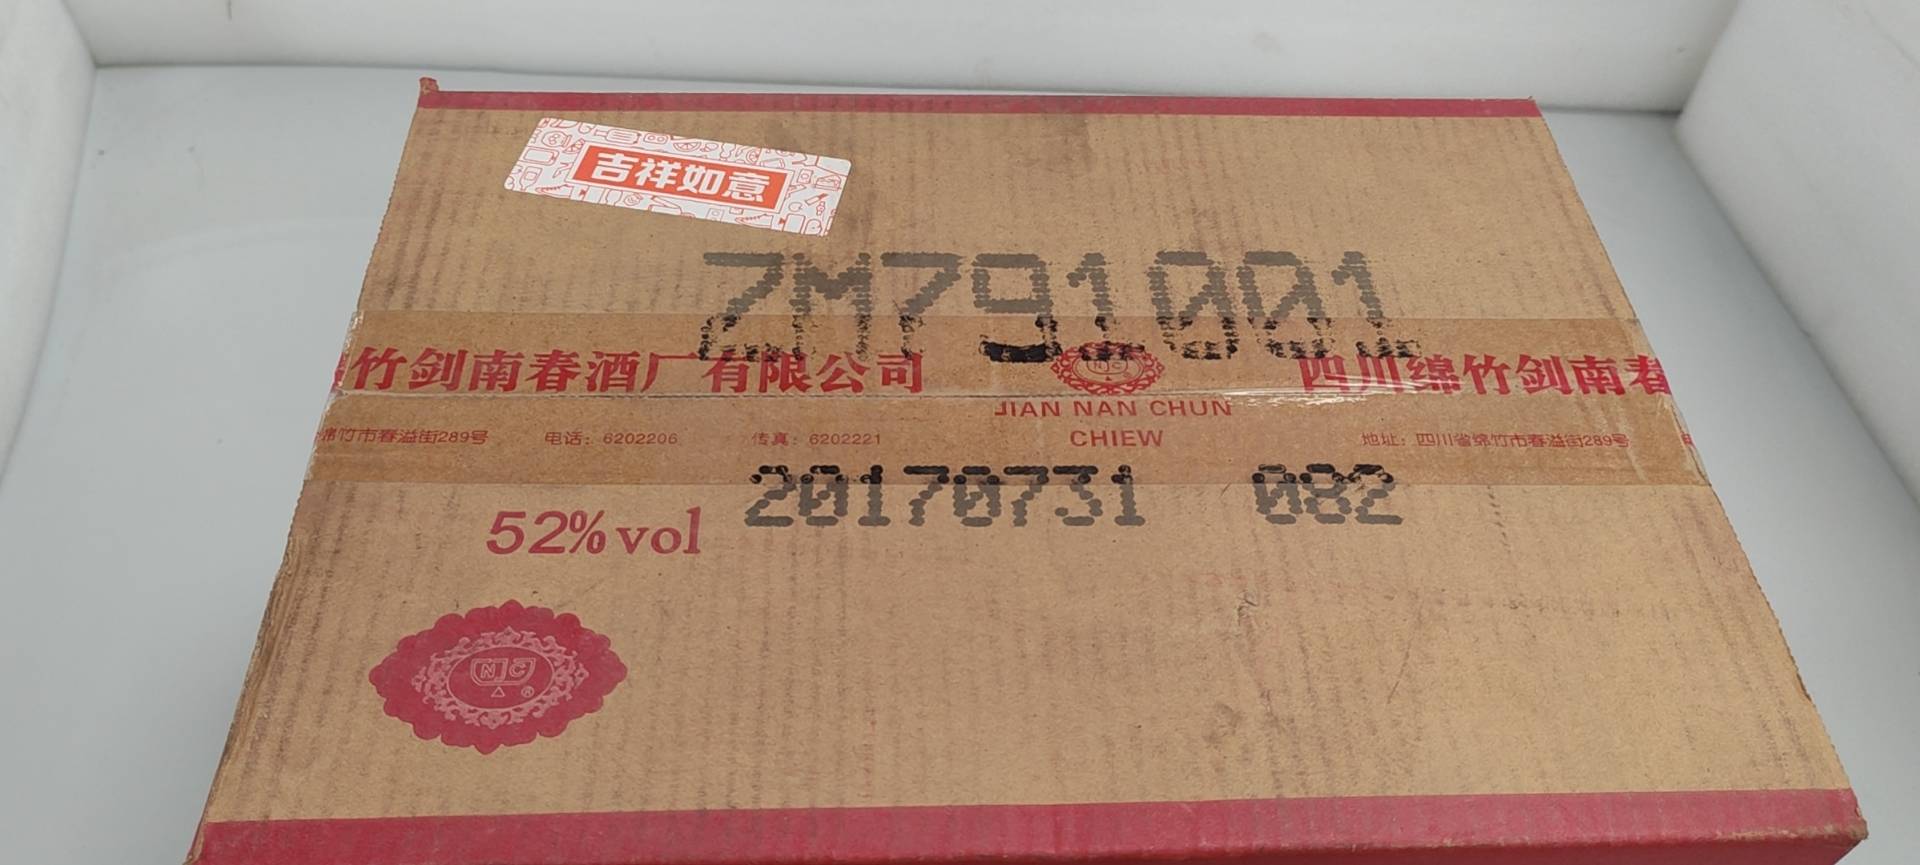 吉祥如意
ZM791001
竹剑南春酒厂有限公司
四川绵竹剑南春
NJC
JIAN NAN CHUN
CHIEW
绵竹市春溢街289号 电话：6202206 传真：6202221
地址：四川省绵竹市春溢街289号
20170731 082
52%vol
NJC
®